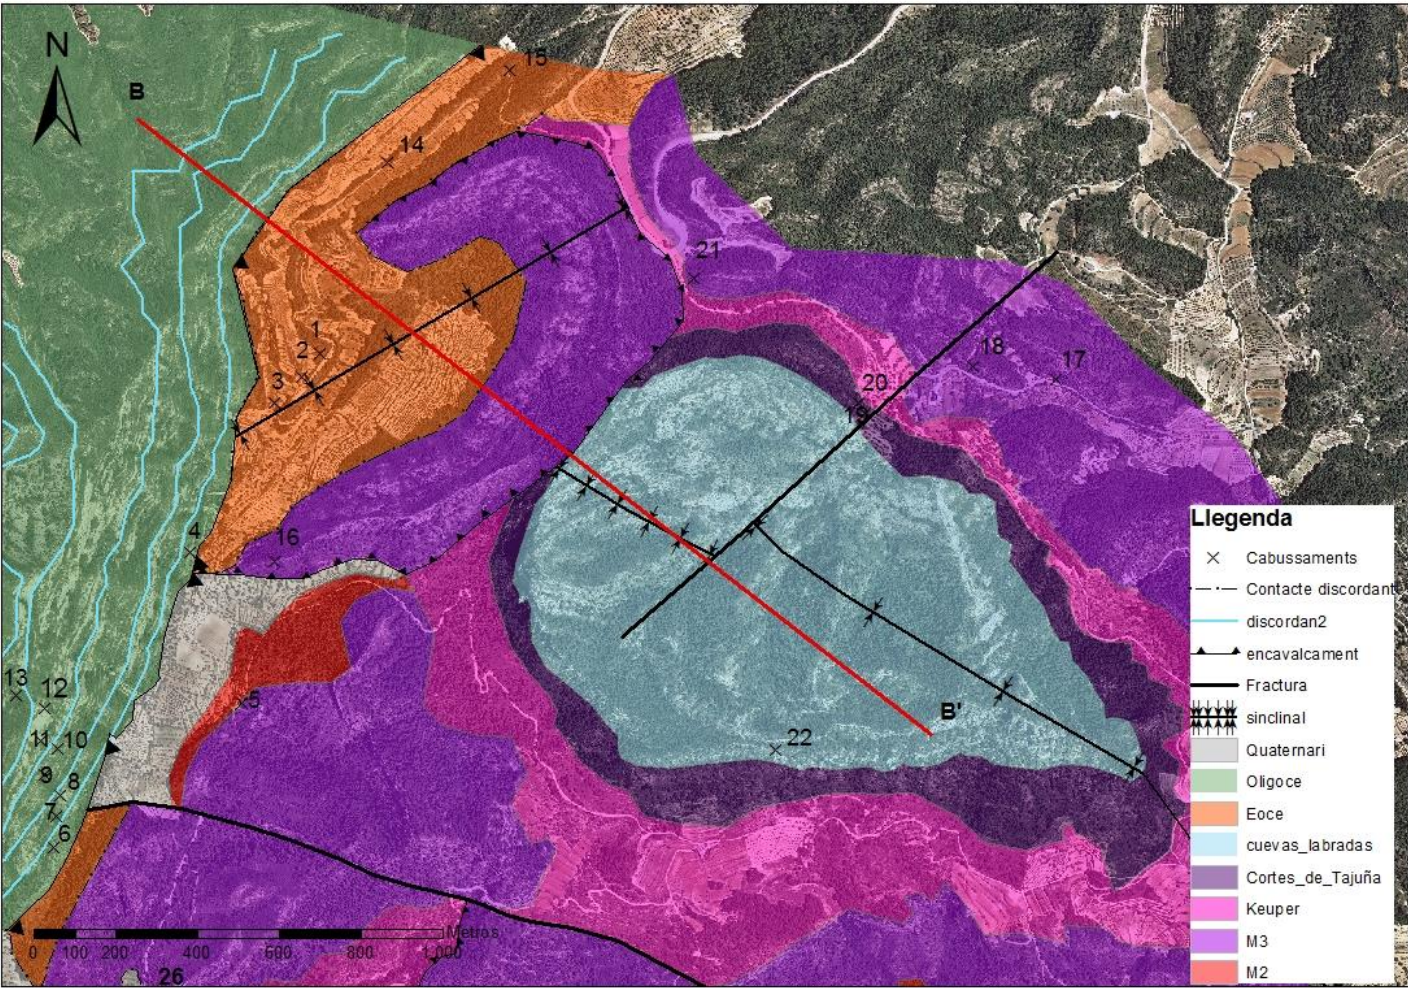 N
B
15
14
21
1
2
3
18
17
20
19
4
16
13
12
5
11
10
9
8
7
6
22
B'
26
Metros
0 100 200 400 600 800 1.000
Llegenda
Cabussaments
Contacte discordant
discordan2
encavalcament
Fractura
sinclinal
Quaternari
Oligoce
Eoce
cuevas_labradas
Cortes_de_Tajuña
Keuper
M3
M2